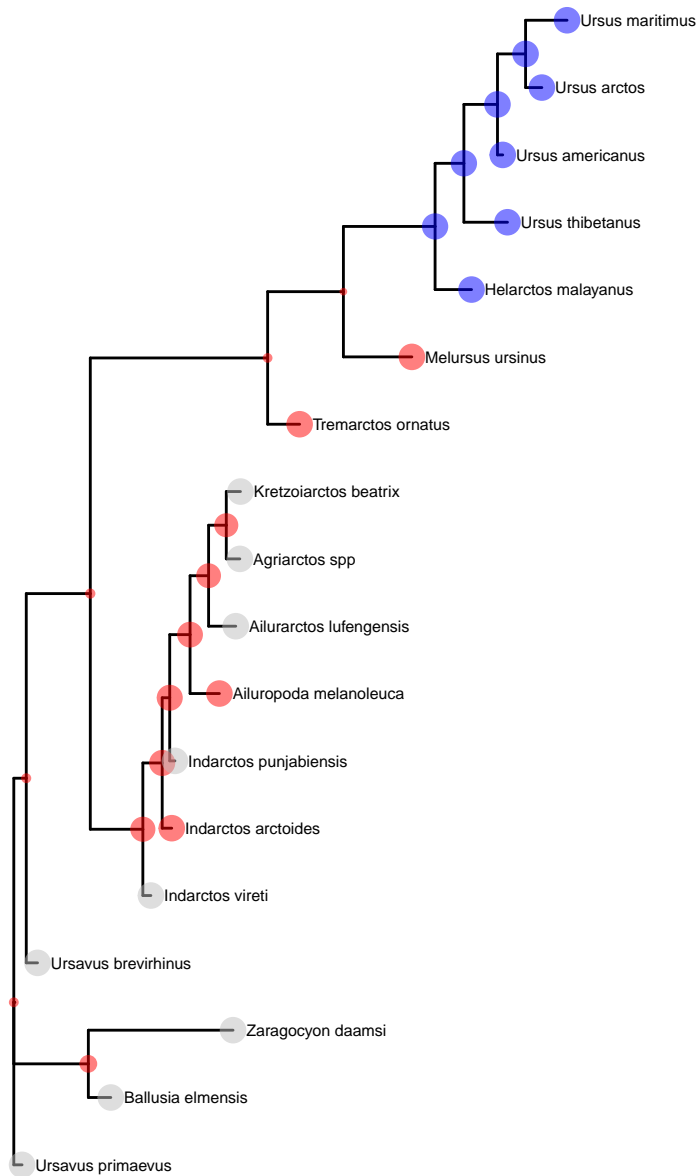 Ursus maritimus
Ursus arctos
Ursus americanus
Ursus thibetanus
Helarctos malayanus
Melursus ursinus
Tremarctos ornatus
Kretzoiarctos beatrix
Agriarctos spp
Ailurarctos lufengensis
Ailuropoda melanoleuca
Indarctos punjabiensis
Indarctos arctoides
Indarctos vireti
Ursavus brevirhinus
Zaragocyon daamsi
Ballusia elmensis
Ursavus primaevus